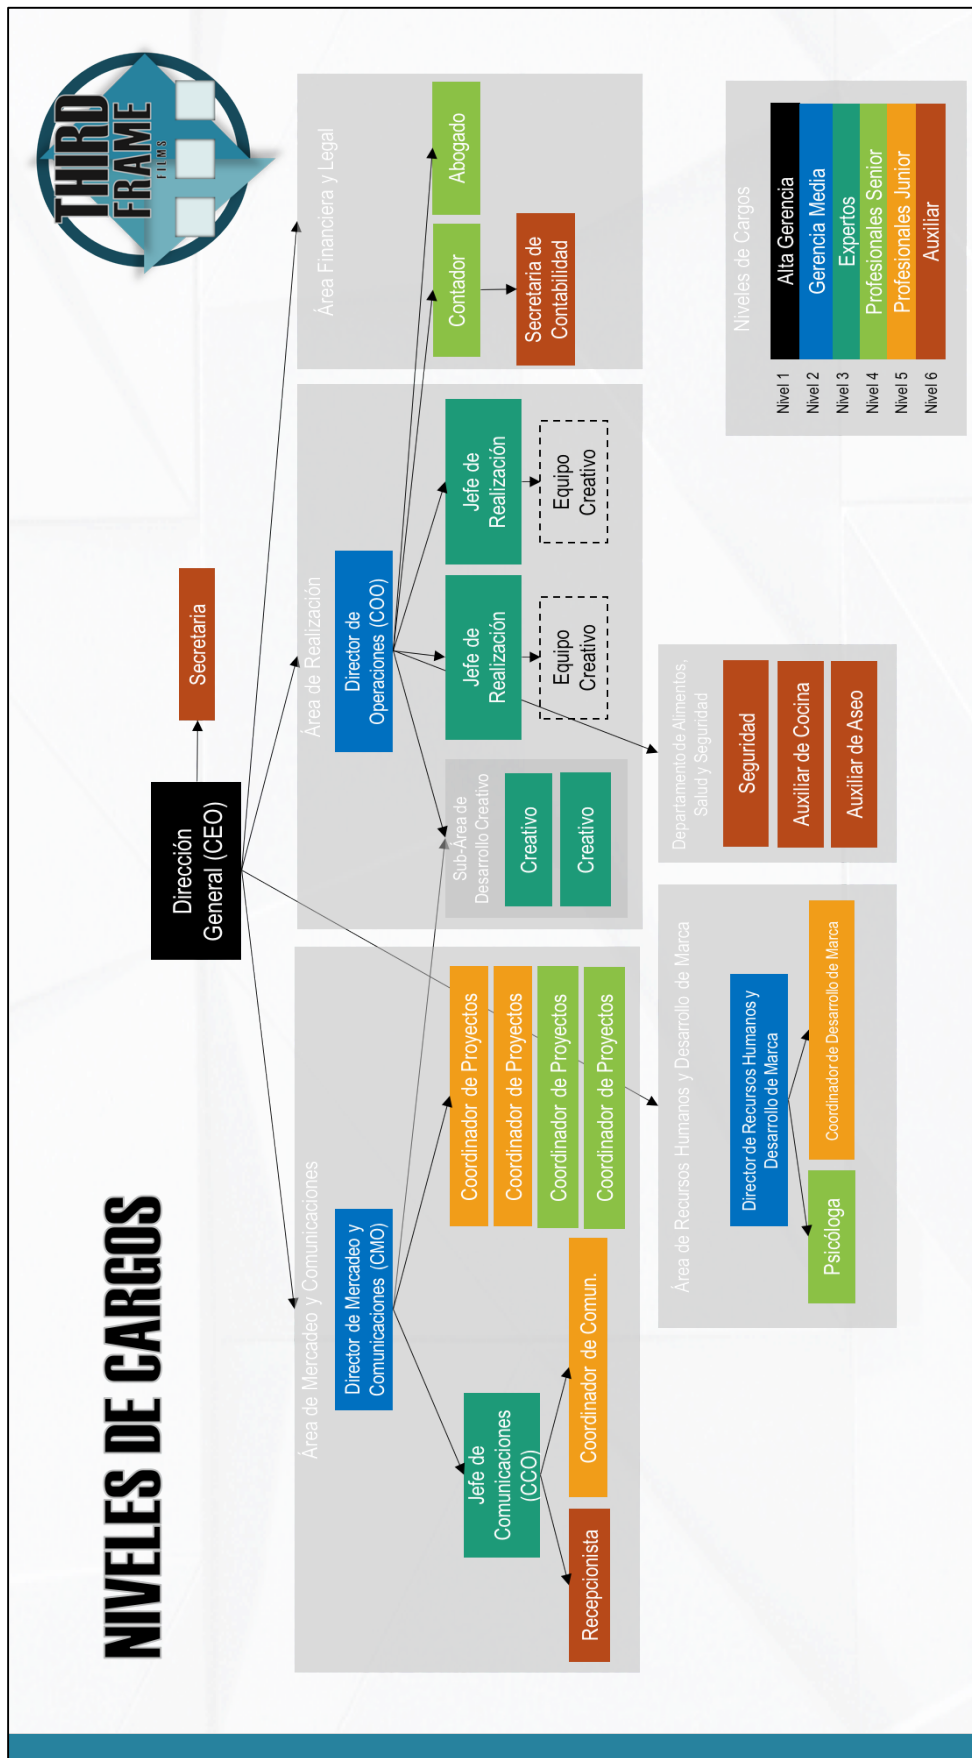 NIVELES DE CARGOS
THIRD
FRAME
FILMS
Dirección
General (CEO)
Secretaria
Área de Mercadeo y Comunicaciones
Director de Mercadeo y
Comunicaciones (CMO)
Jefe de
Comunicaciones
(CCO)
Recepcionista
Coordinador de Comun.
Coordinador de Proyectos
Coordinador de Proyectos
Coordinador de Proyectos
Coordinador de Proyectos
Área de Realización
Director de
Operaciones (COO)
Sub-Area de
Desarrollo Creativo
Creativo
Creativo
Jefe de
Realización
Equipo
Creativo
Jefe de
Realización
Equipo
Creativo
Área Financiera y Legal
Contador
Abogado
Secretaria de
Contabilidad
Área de Recursos Humanos y Desarrollo de Marca
Director de Recursos Humanos y
Desarrollo de Marca
Psicóloga
Coordinador de Desarrollo de Marca
Departamento de Alimentos,
Salud y Seguridad
Seguridad
Auxiliar de Cocina
Auxiliar de Aseo
Niveles de Cargos
Nivel 1 Alta Gerencia
Nivel 2 Gerencia Media
Nivel 3 Expertos
Nivel 4 Profesionales Senior
Nivel 5 Profesionales Junior
Nivel 6 Auxiliar